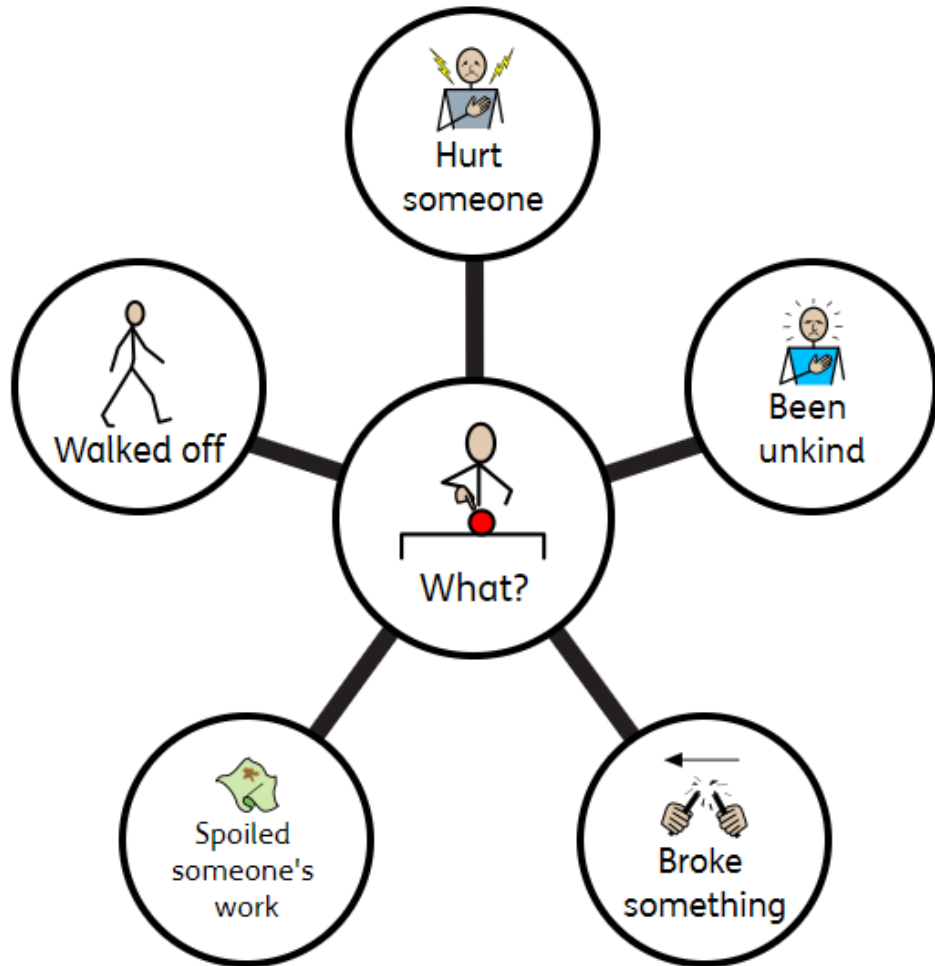 Hurt
someone
Been
unkind
Walked off
What?
Spoiled
someone's
work
Broke
something